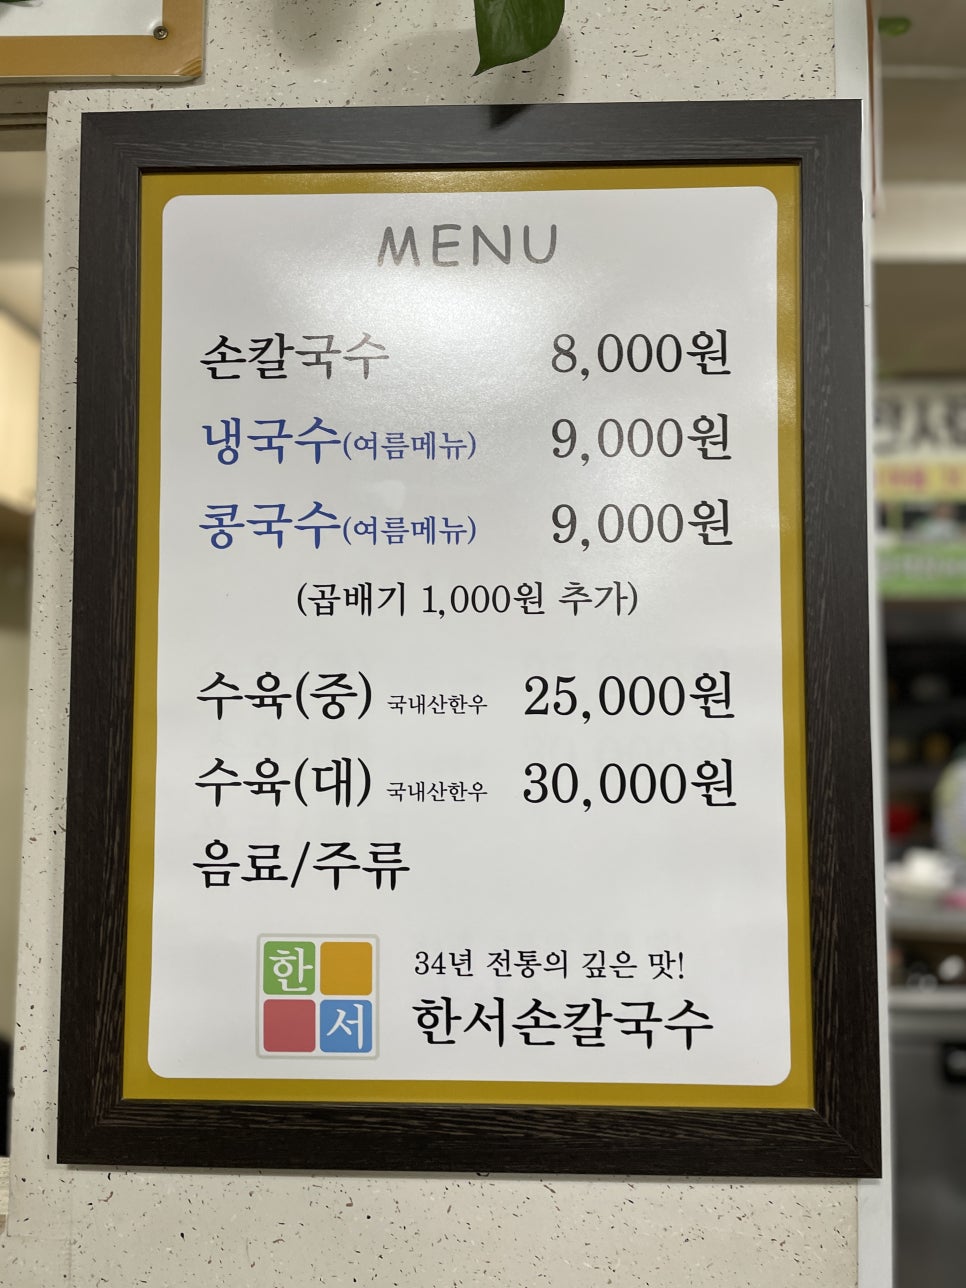 MENU
손칼국수 8,000원
냉국수(여름메뉴) 9,000원
콩국수(여름메뉴) 9,000원
(곱배기 1,000원 추가)
수육(중) 국내산한우 25,000원
수육(대) 국내산한우 30,000원
음료/주류
한
서
34년 전통의 깊은 맛!
한서손칼국수